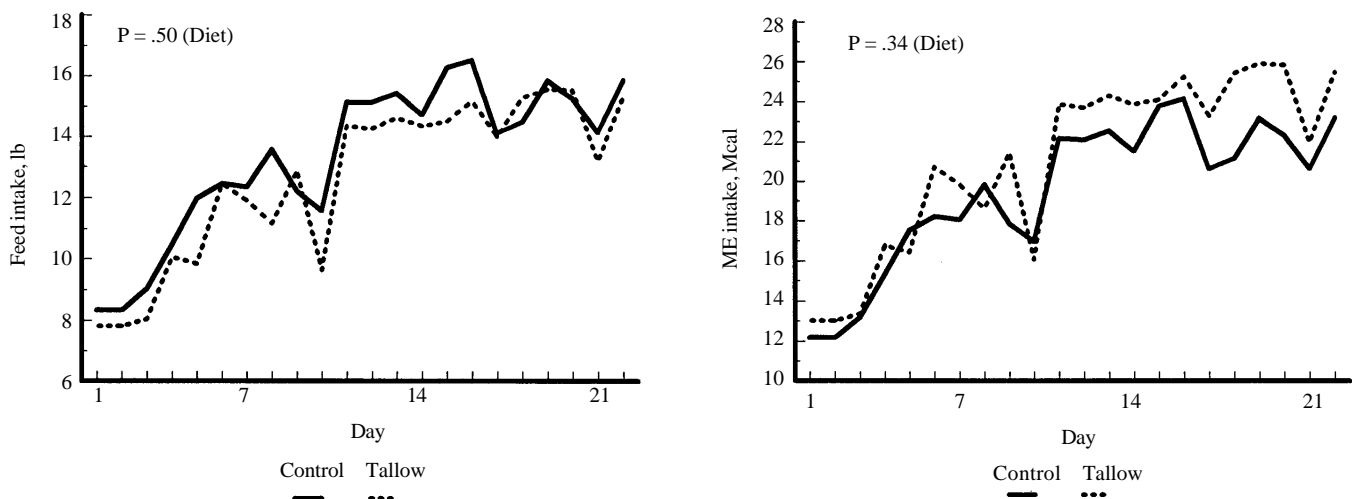 18
16
14
12
10
8
6
Feed intake, lb
P = .50 (Diet)
1 7 14 21
Day
Control Tallow
28
26
24
22
20
18
16
14
12
10
ME intake, Mcal
P = .34 (Diet)
1 7 14 21
Day
Control Tallow